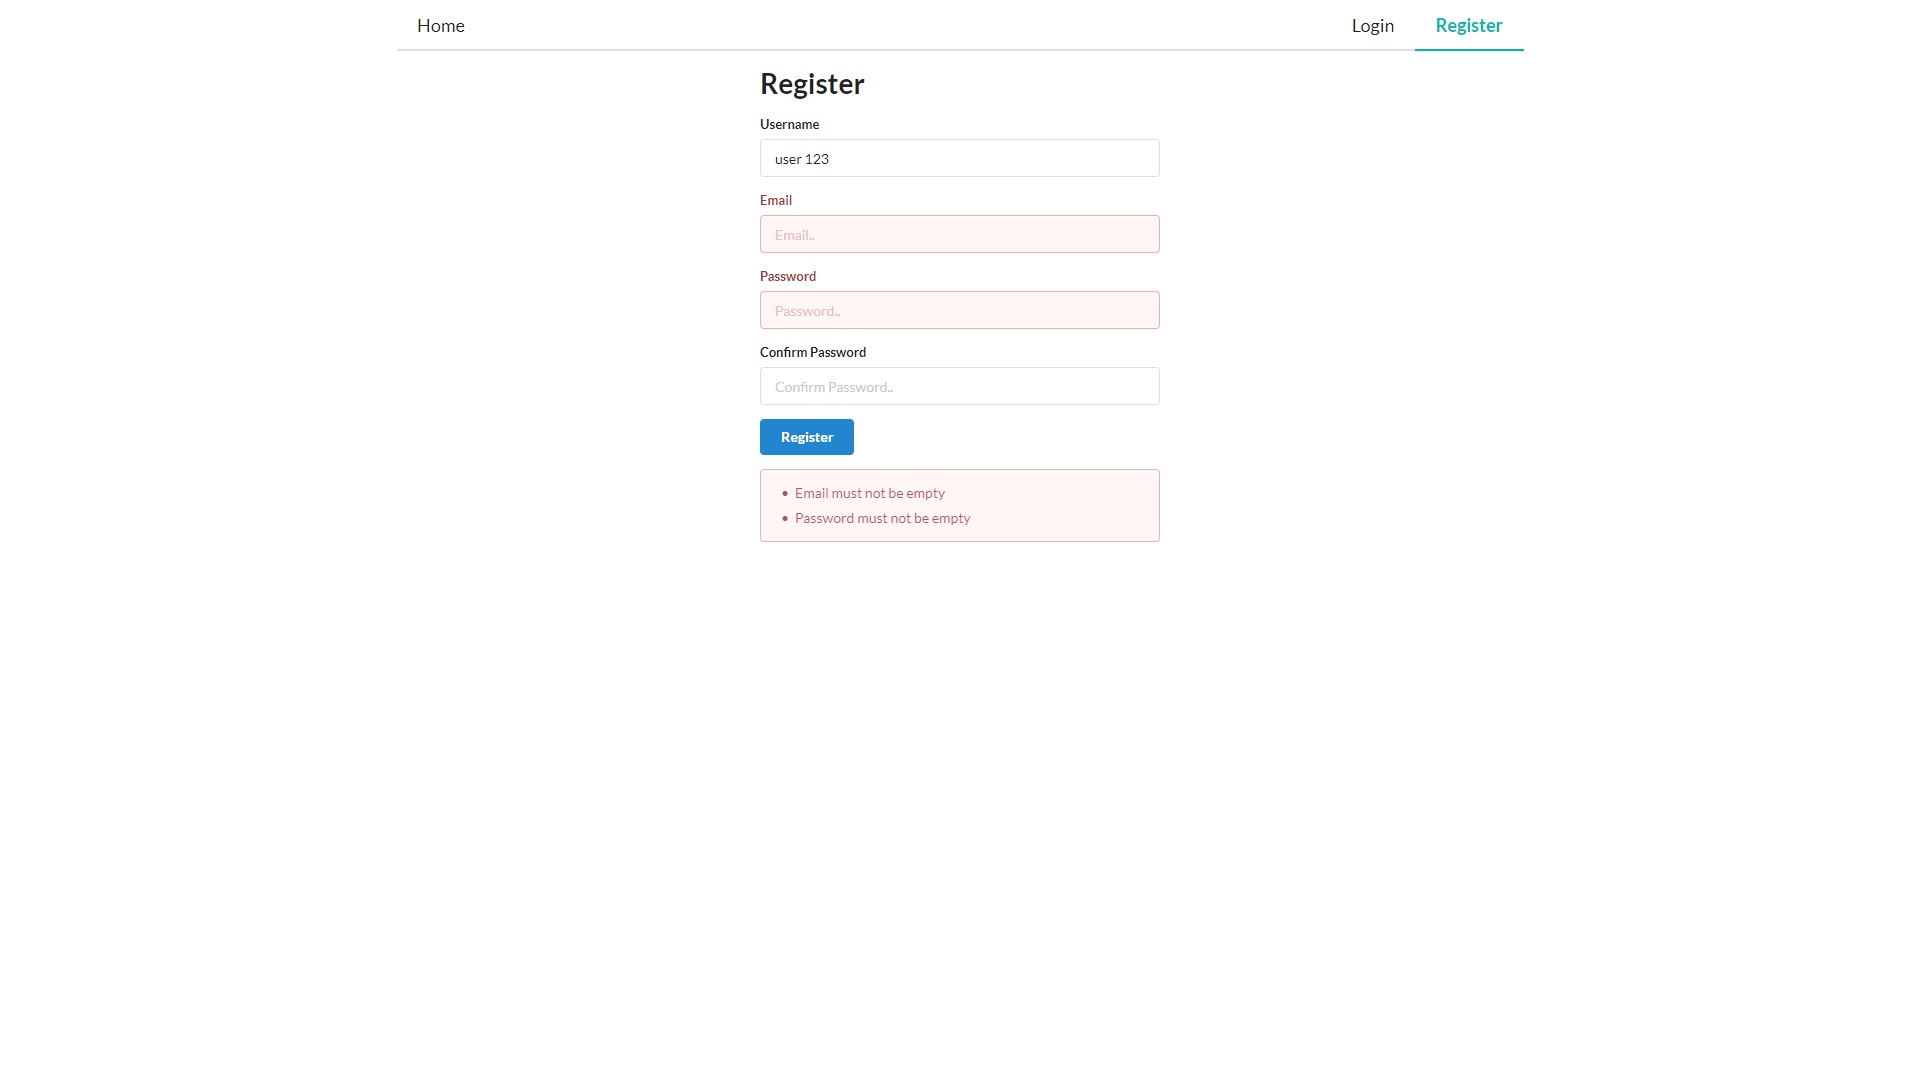 Home Login Register
Register
Username
user 123
Email
Email..
Password
Password..
Confirm Password
Confirm Password..
Register
• Email must not be empty
• Password must not be empty